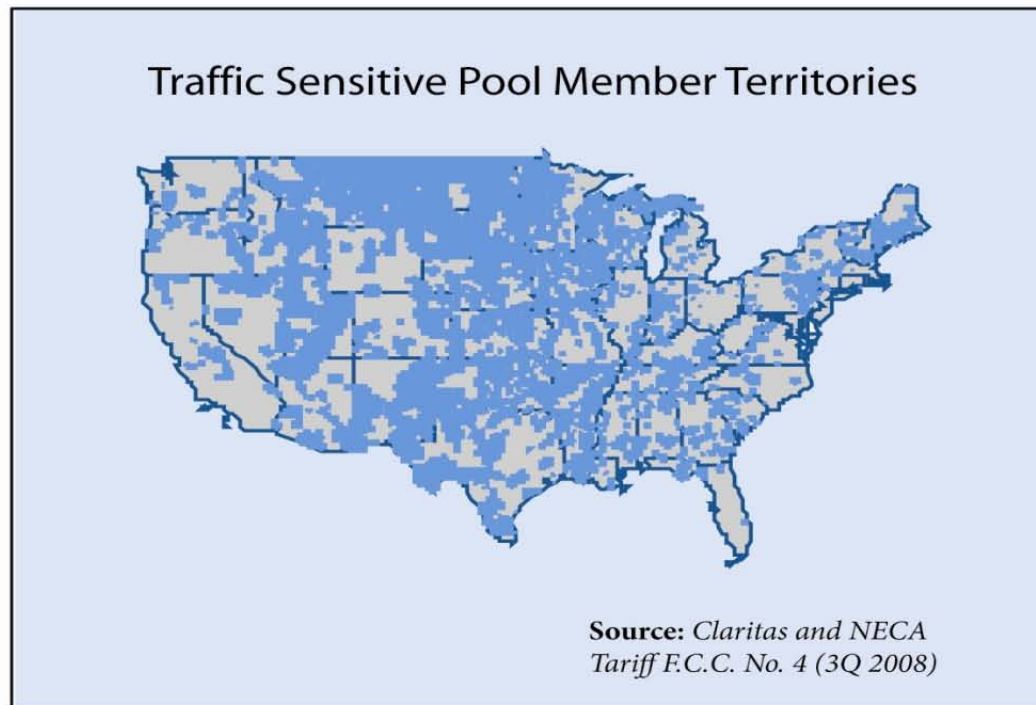 Traffic Sensitive Pool Member Territories
Source: Claritas and NECA
Tariff F.C.C. No. 4 (3Q 2008)